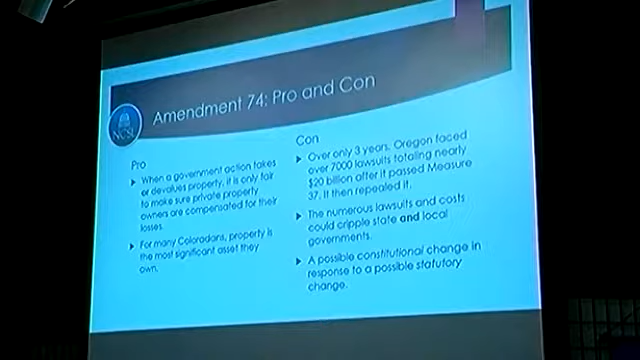 Amendment 74: Pro and Con
NCSL
Pro
When a government action takes
or devalues property, it is only fair
to make sure private property
owners are compensated for their
losses.
For many Coloradans, property is
the most significant asset they
own.
Con
Over only 3 years, Oregon faced
over 7000 lawsuits totaling nearly
$20 billion after it passed Measure
37. It then repealed it.
The numerous lawsuits and costs
could cripple state and local
governments.
A possible constitutional change in
response to a possible statutory
change.